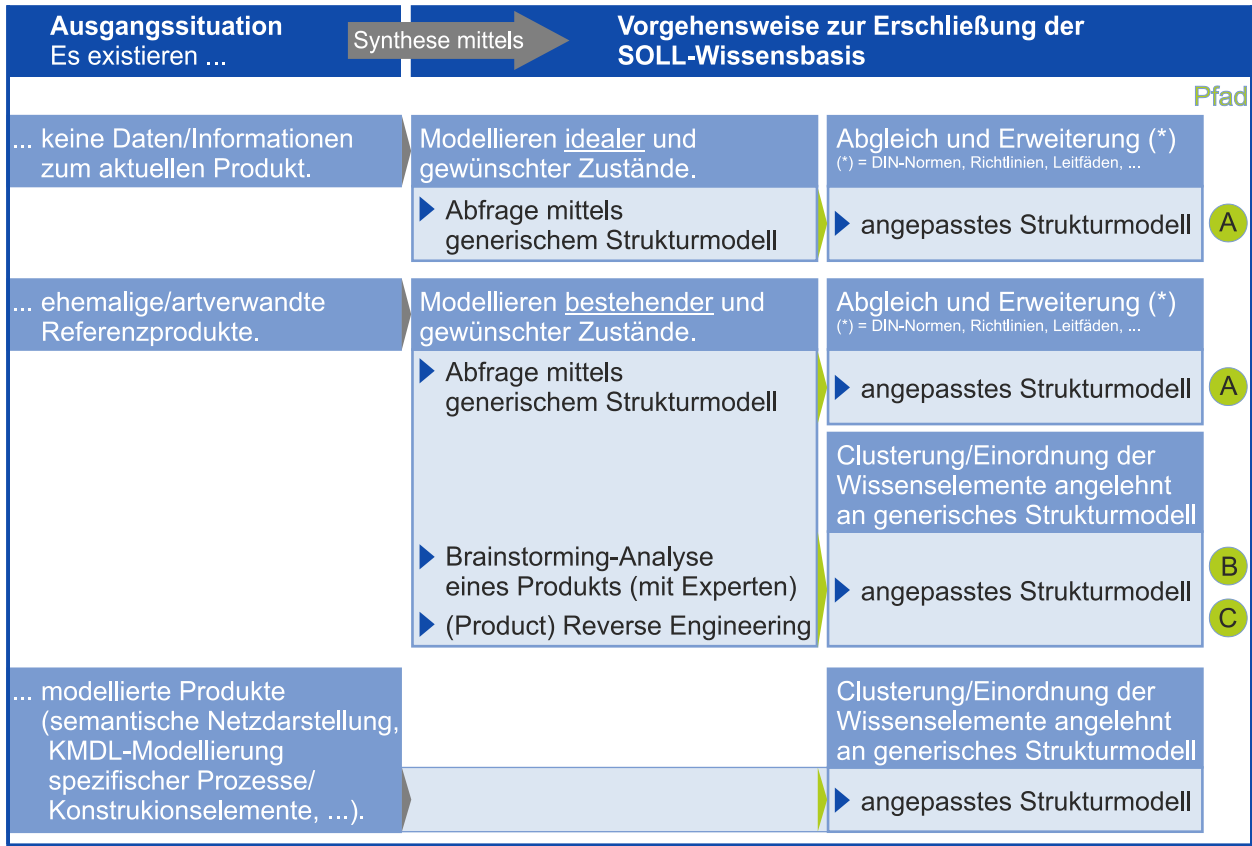 Ausgangssituation
Es existieren ...
Synthese mittels
Vorgehensweise zur Erschließung der
SOLL-Wissensbasis
Pfad
... keine Daten/Informationen
zum aktuellen Produkt.
Modellieren idealer und
gewünschter Zustände.
Abfrage mittels
generischem Strukturmodell
Abgleich und Erweiterung (*)
(*) = DIN-Normen, Richtlinien, Leitfäden, ...
angepasstes Strukturmodell
A
... ehemalige/artverwandte
Referenzprodukte.
Modellieren bestehender und
gewünschter Zustände.
Abfrage mittels
generischem Strukturmodell
Abgleich und Erweiterung (*)
(*) = DIN-Normen, Richtlinien, Leitfäden, ...
angepasstes Strukturmodell
A
Clusterung/Einordnung der
Wissenselemente angelehnt
an generisches Strukturmodell
Brainstorming-Analyse
eines Produkts (mit Experten)
(Product) Reverse Engineering
angepasstes Strukturmodell
B
C
... modellierte Produkte
(semantische Netzdarstellung,
KMDL-Modellierung
spezifischer Prozesse/
Konstrukionselemente, ...).
Clusterung/Einordnung der
Wissenselemente angelehnt
an generisches Strukturmodell
angepasstes Strukturmodell